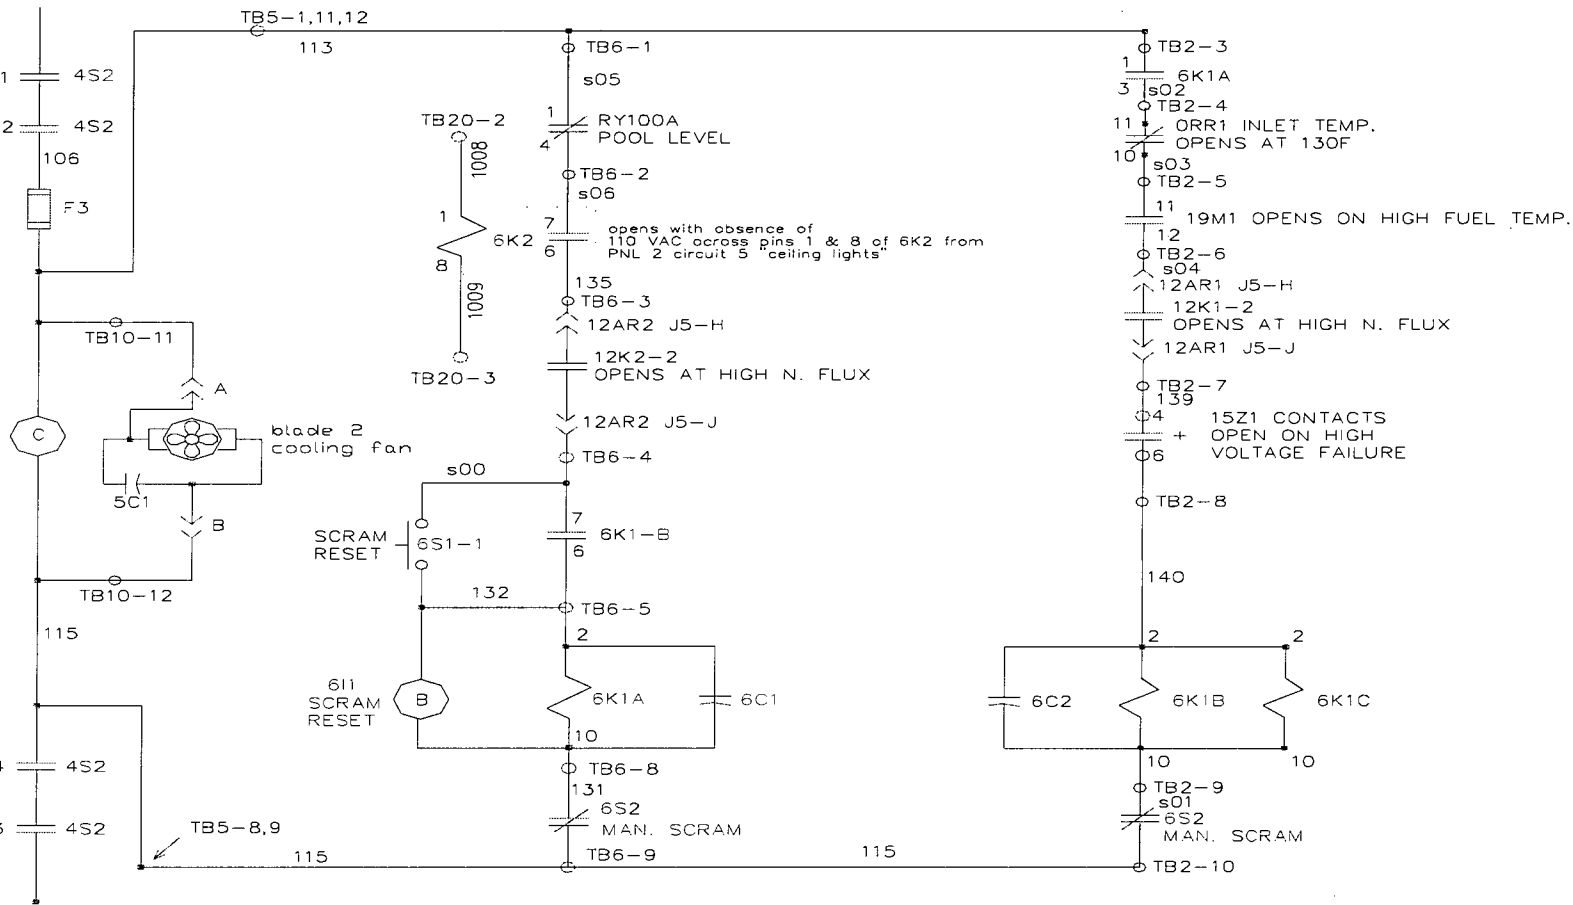 TB5-1,11,12
113
1
4S2
2
4S2
106
F3
TB10-11
A
C
blade 2
cooling fan
5C1
B
TB10-12
115
4S2
4S2
TB5-8,9
115
115
TB20-2
1008
1
6K2
8
1009
TB20-3
TB6-1
s05
1
RY100A
4
POOL LEVEL
TB6-2
s06
7
6
opens with absence of
110 VAC across pins 1 & 8 of 6K2 from
PNL 2 circuit 5 "ceiling lights"
135
TB6-3
12AR2 J5-H
12K2-2
OPENS AT HIGH N. FLUX
12AR2 J5-J
TB6-4
s00
SCRAM
RESET
6S1-1
7
6K1-B
6
132
TB6-5
2
6I1
SCRAM
RESET
B
6K1A
6C1
10
TB6-8
131
6S2
MAN. SCRAM
TB6-9
TB2-3
1
6K1A
3
s02
TB2-4
11
ORR1 INLET TEMP.
OPENS AT 130F
10
s03
TB2-5
11
19M1 OPENS ON HIGH FUEL TEMP.
12
TB2-6
s04
12AR1 J5-H
12K1-2
OPENS AT HIGH N. FLUX
12AR1 J5-J
TB2-7
139
4
15Z1 CONTACTS
+ OPEN ON HIGH
VOLTAGE FAILURE
6
TB2-8
140
2
2
6C2
6K1B
6K1C
10
10
TB2-9
s01
6S2
MAN. SCRAM
TB2-10